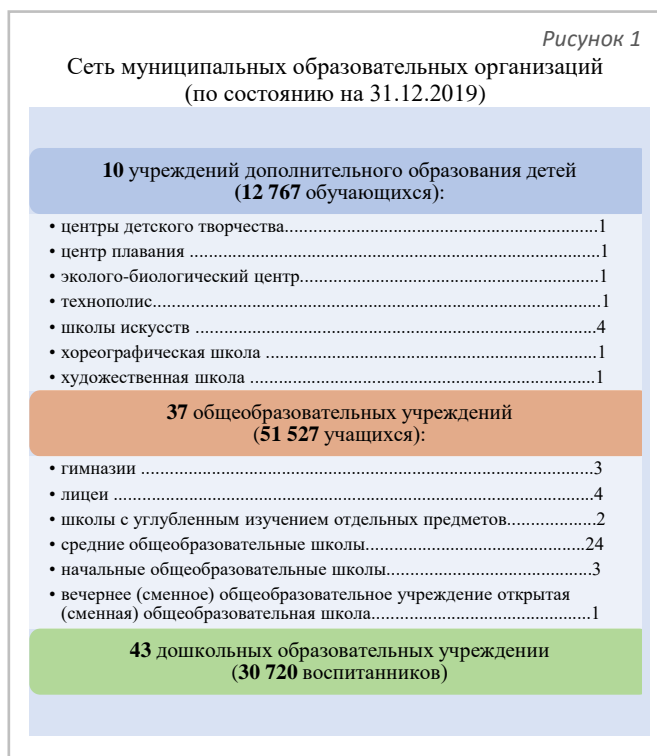 Рисунок 1
Сеть муниципальных образовательных организаций
(по состоянию на 31.12.2019)
10 учреждений дополнительного образования детей
(12 767 обучающихся):
• центры детского творчества..........................................................1
• центр плавания ............................................................................1
• эколого-биологический центр.......................................................1
• технополис...................................................................................1
• школы искусств ...........................................................................4
• хореографическая школа ..............................................................1
• художественная школа .................................................................1
37 общеобразовательных учреждений
(51 527 учащихся):
• гимназии .....................................................................................3
• лицеи ..........................................................................................4
• школы с углубленным изучением отдельных предметов.................2
• средние общеобразовательные школы.........................................24
• начальные общеобразовательные школы.......................................3
• вечернее (сменное) общеобразовательное учреждение открытая
(сменная) общеобразовательная школа..........................................1
43 дошкольных образовательных учреждении
(30 720 воспитанников)